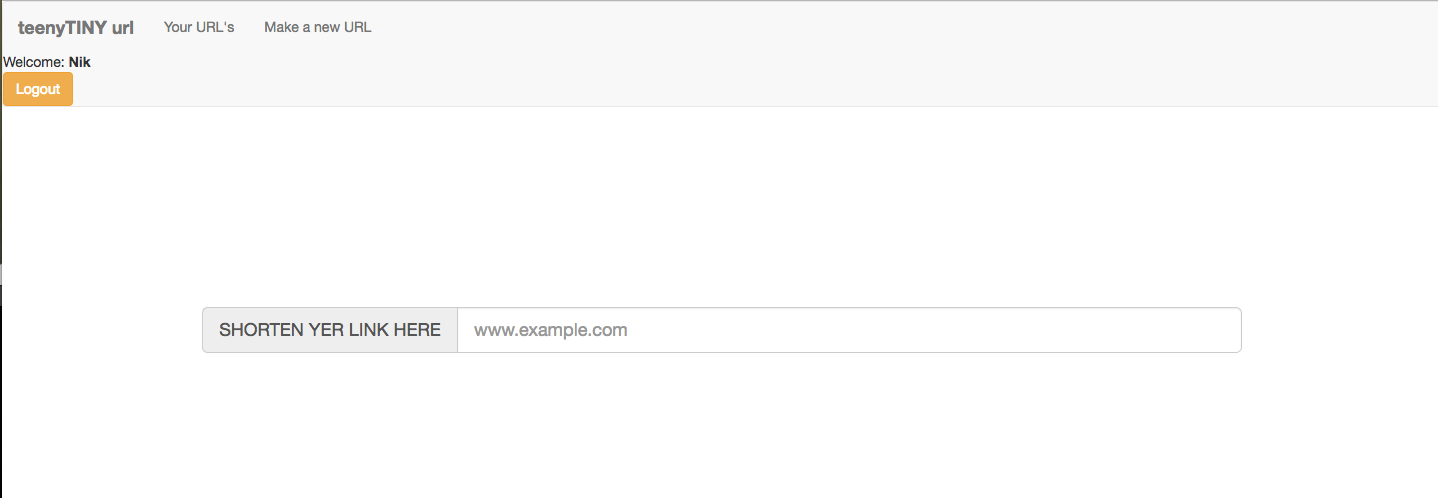 teenyTINY url Your URL's Make a new URL
Welcome: Nik
Logout
SHORTEN YER LINK HERE www.example.com